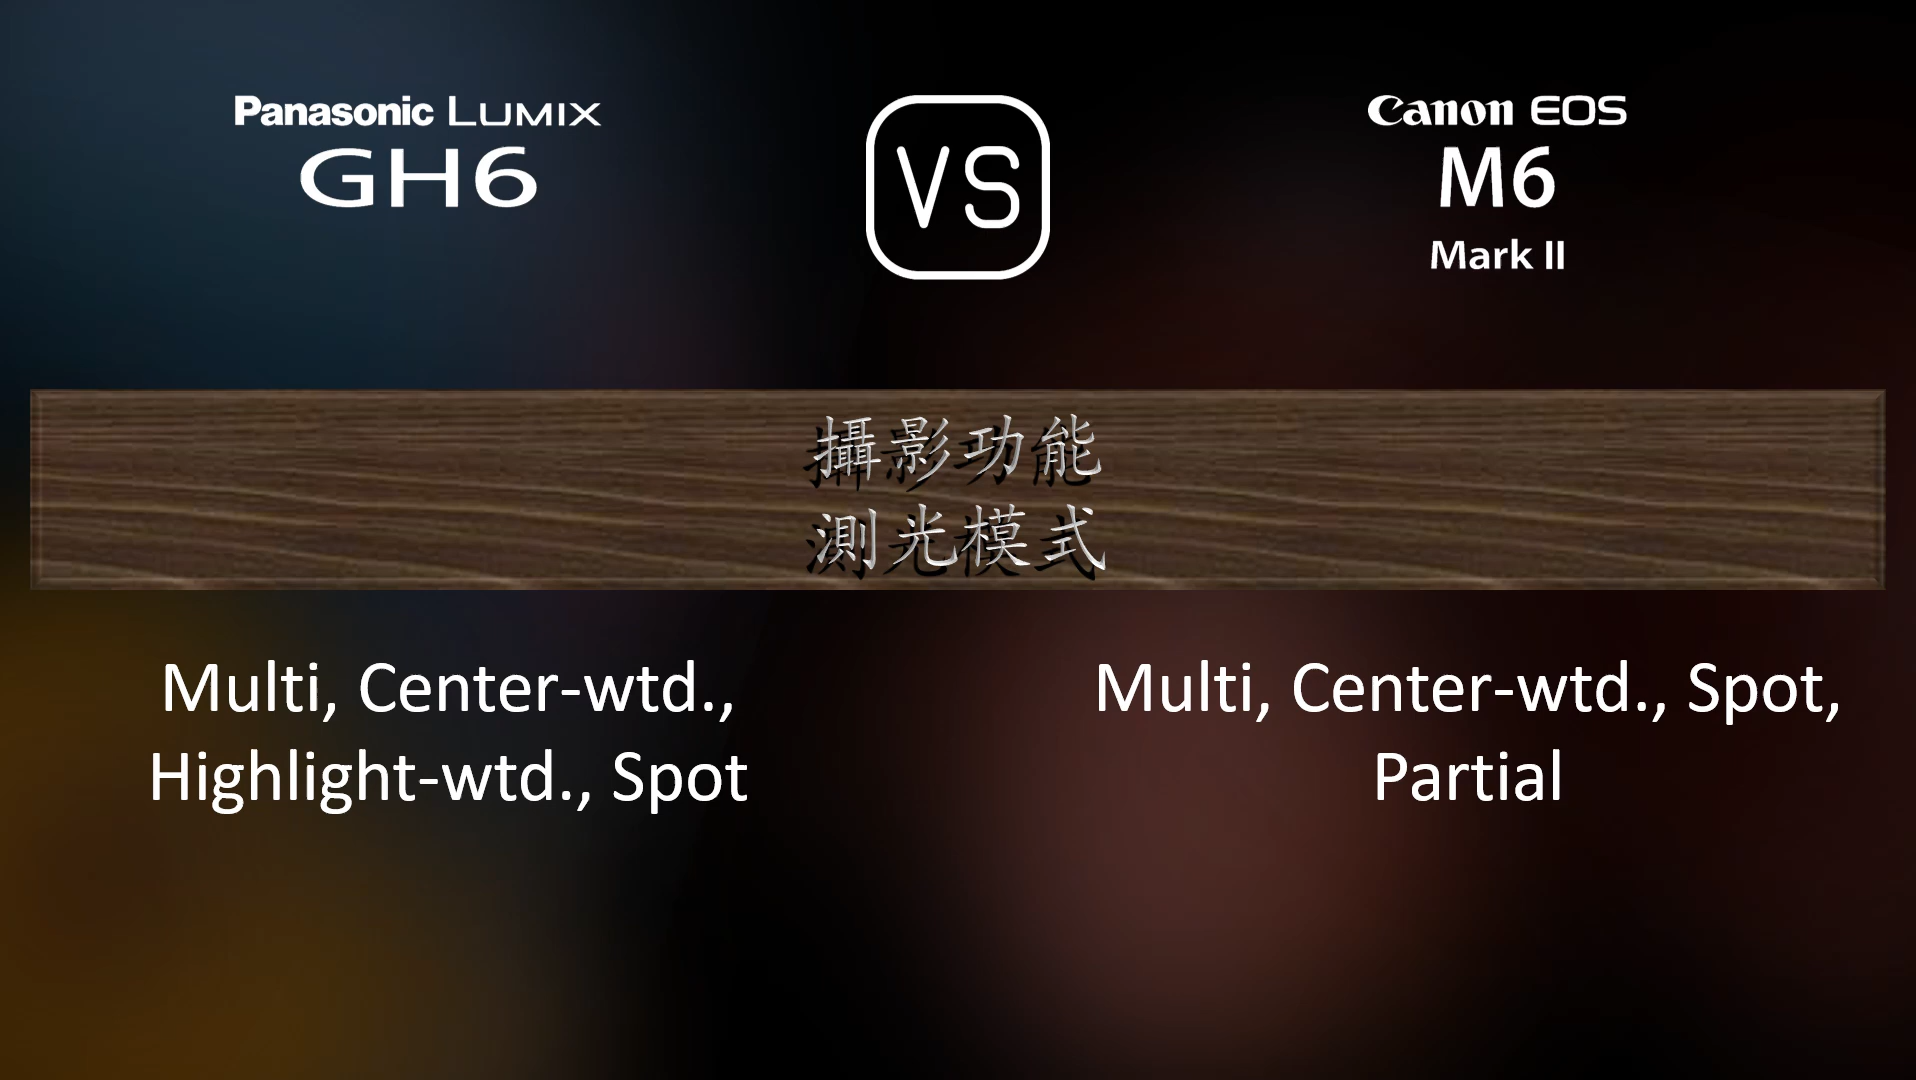 Panasonic LUMIX
GH6
VS
Canon EOS
M6
Mark II
攝影功能
測光模式
Multi, Center-wtd.,
Highlight-wtd., Spot
Multi, Center-wtd., Spot,
Partial